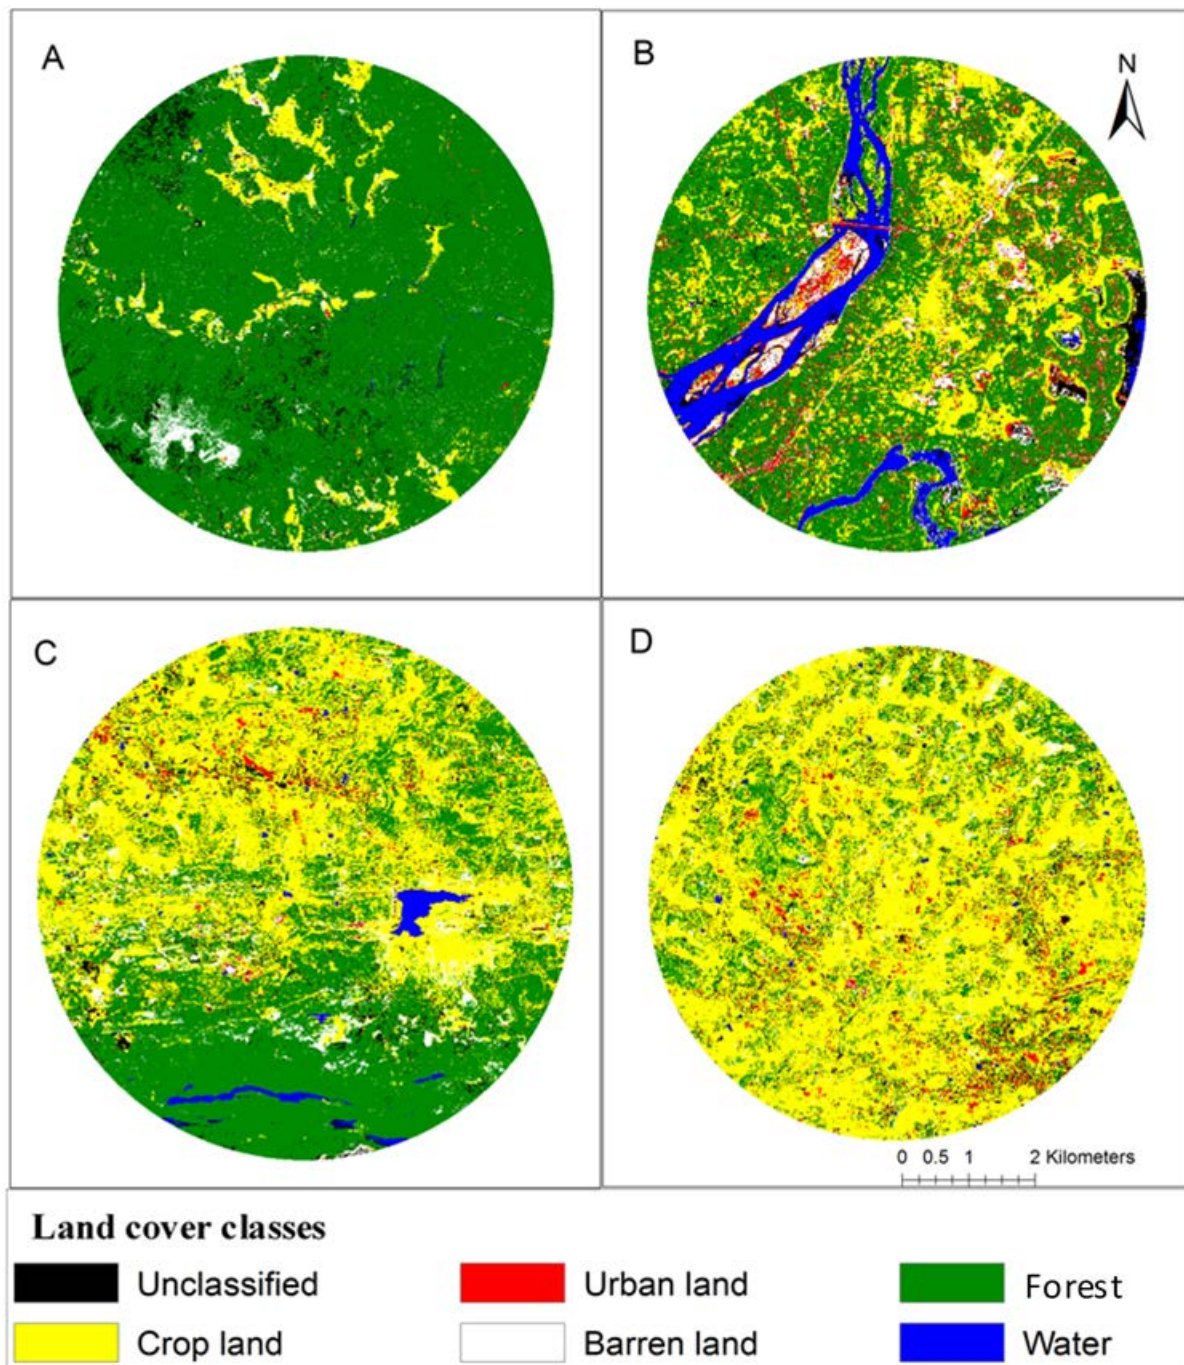 A
B
N
C
D
0 0.5 1 2 Kilometers
Land cover classes
Unclassified
Urban land
Forest
Crop land
Barren land
Water